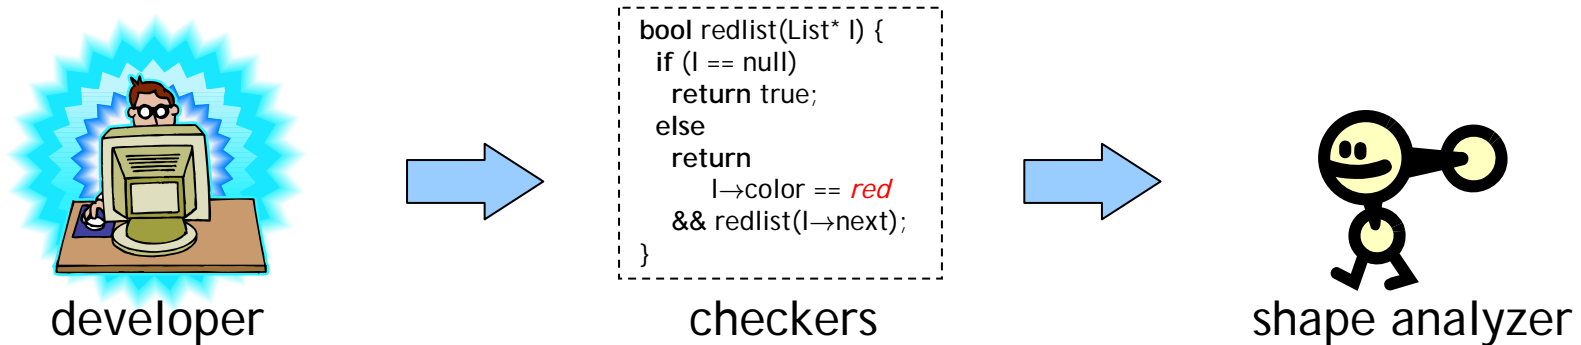 bool redlist(List* l) {
if (l == null)
return true;
else
return
l→color == red
&& redlist(l→next);
}
developer
checkers
shape analyzer